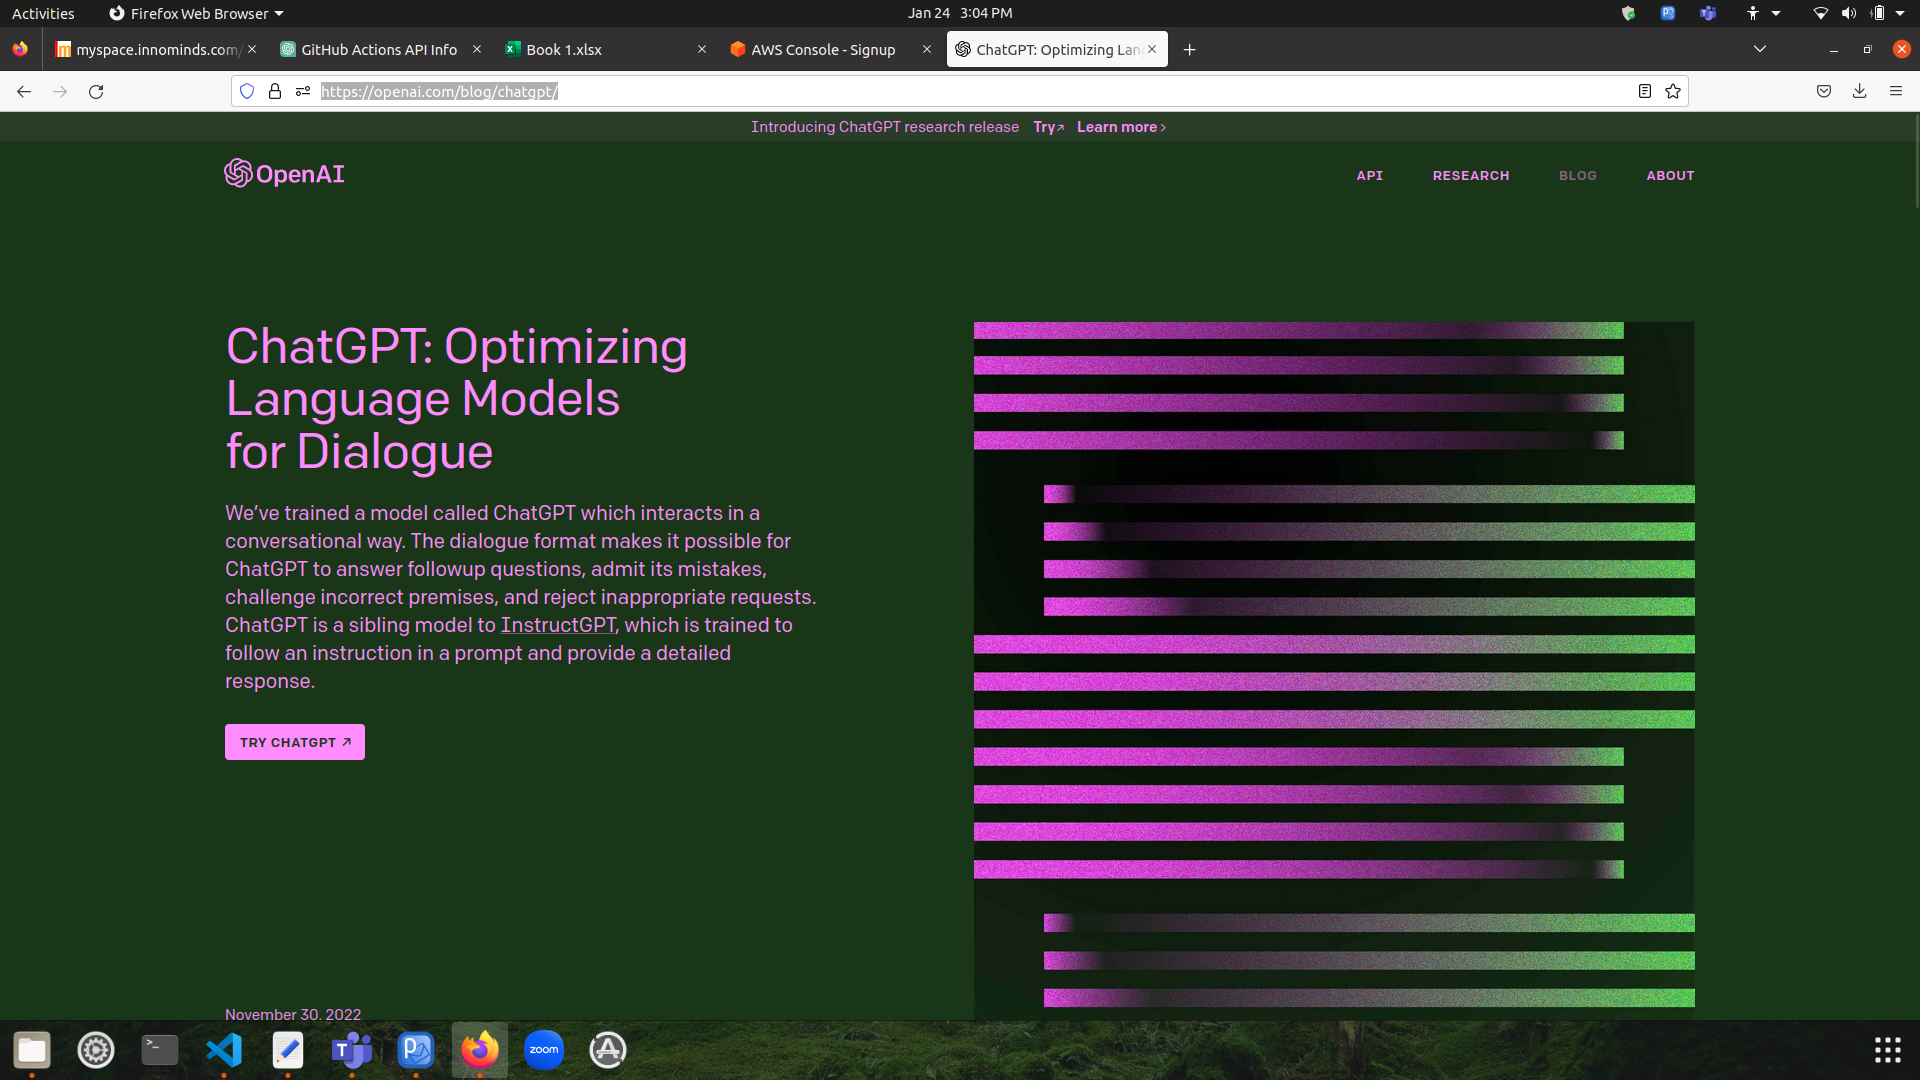 Activities
Firefox Web Browser
Jan 24 3:04 PM
myspace.innominds.com/
GitHub Actions API Info
Book 1.xlsx
AWS Console - Signup
ChatGPT: Optimizing Lan
https://openai.com/blog/chatgpt/
Introducing ChatGPT research release Try↗ Learn more ›
OpenAI
API
RESEARCH
BLOG
ABOUT
ChatGPT: Optimizing
Language Models
for Dialogue
We’ve trained a model called ChatGPT which interacts in a
conversational way. The dialogue format makes it possible for
ChatGPT to answer followup questions, admit its mistakes,
challenge incorrect premises, and reject inappropriate requests.
ChatGPT is a sibling model to InstructGPT, which is trained to
follow an instruction in a prompt and provide a detailed
response.
TRY CHATGPT ↗
November 30, 2022
zoom